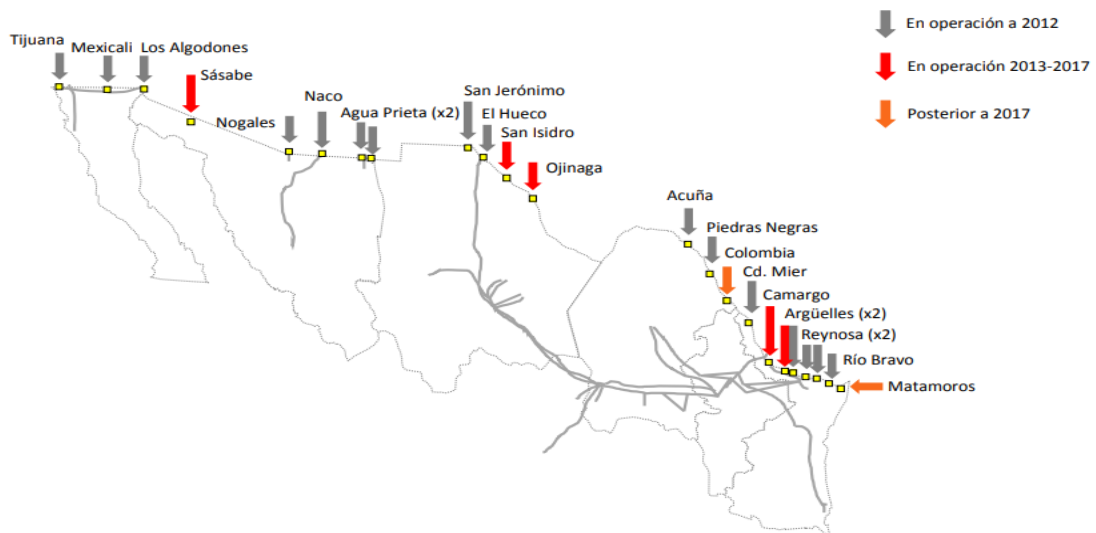 Tijuana
Mexicali
Los Algodones
Sásabe
Nogales
Naco
Agua Prieta (x2)
San Jerónimo
El Hueco
San Isidro
Ojinaga
Acuña
Piedras Negras
Colombia
Cd. Mier
Camargo
Argüelles (x2)
Reynosa (x2)
Río Bravo
Matamoros
En operación a 2012
En operación 2013-2017
Posterior a 2017